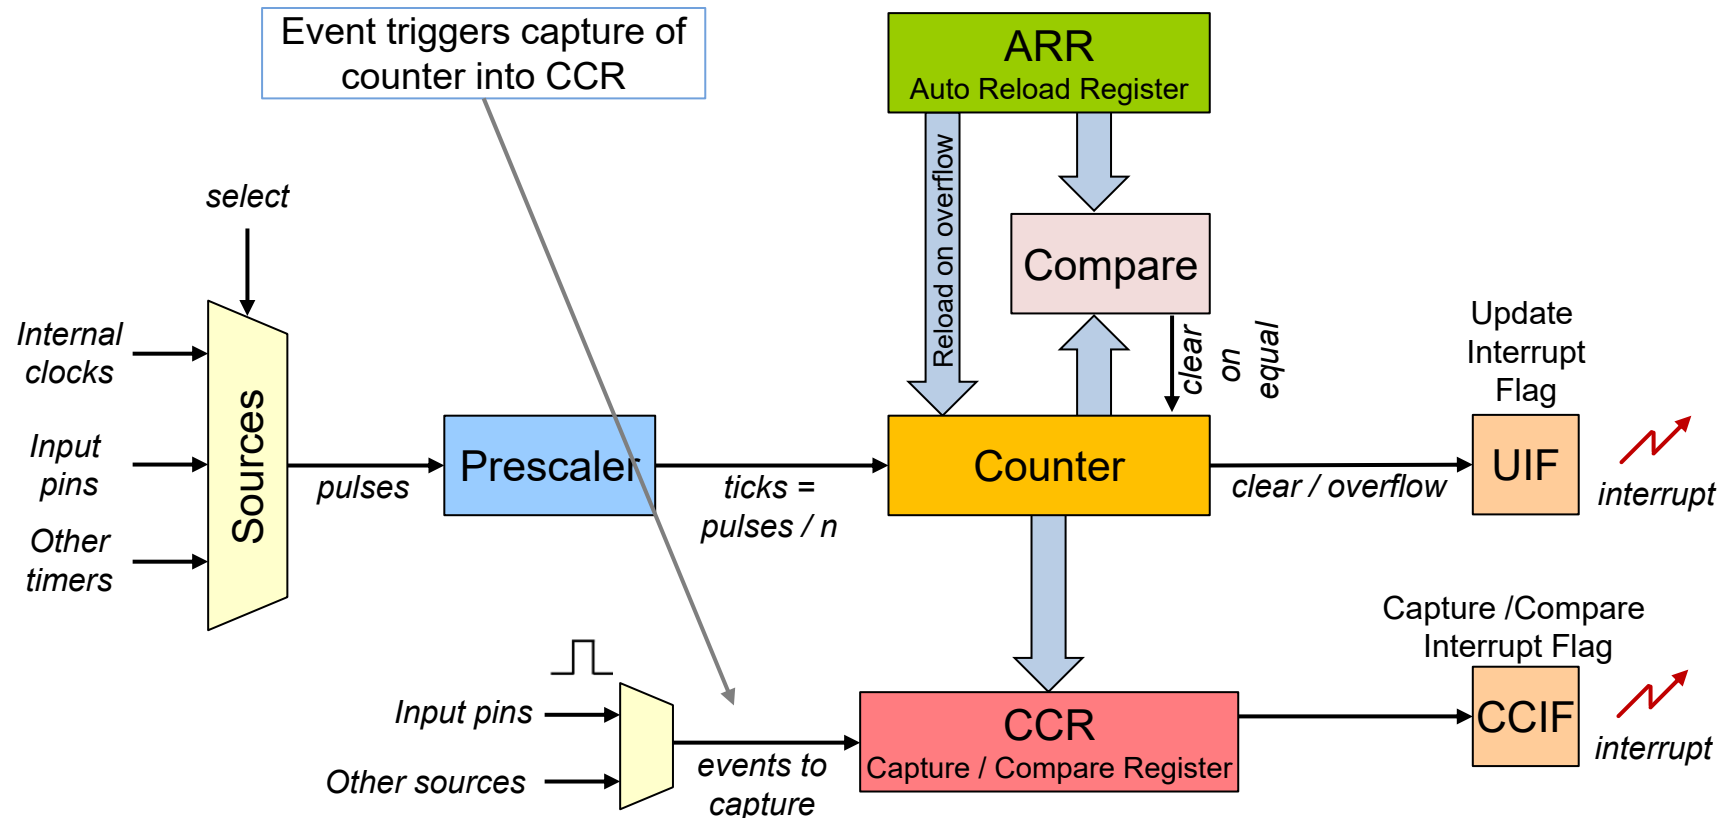 Event triggers capture of
counter into CCR
ARR
Auto Reload Register
select
Reload on overflow
Compare
clear
on
equal
Internal
clocks
Input
pins
Other
timers
Sources
pulses
Prescaler
ticks =
pulses / n
Counter
clear / overflow
Update
Interrupt
Flag
UIF
interrupt
Input pins
Other sources
events to
capture
CCR
Capture / Compare Register
Capture /Compare
Interrupt Flag
CCIF
interrupt